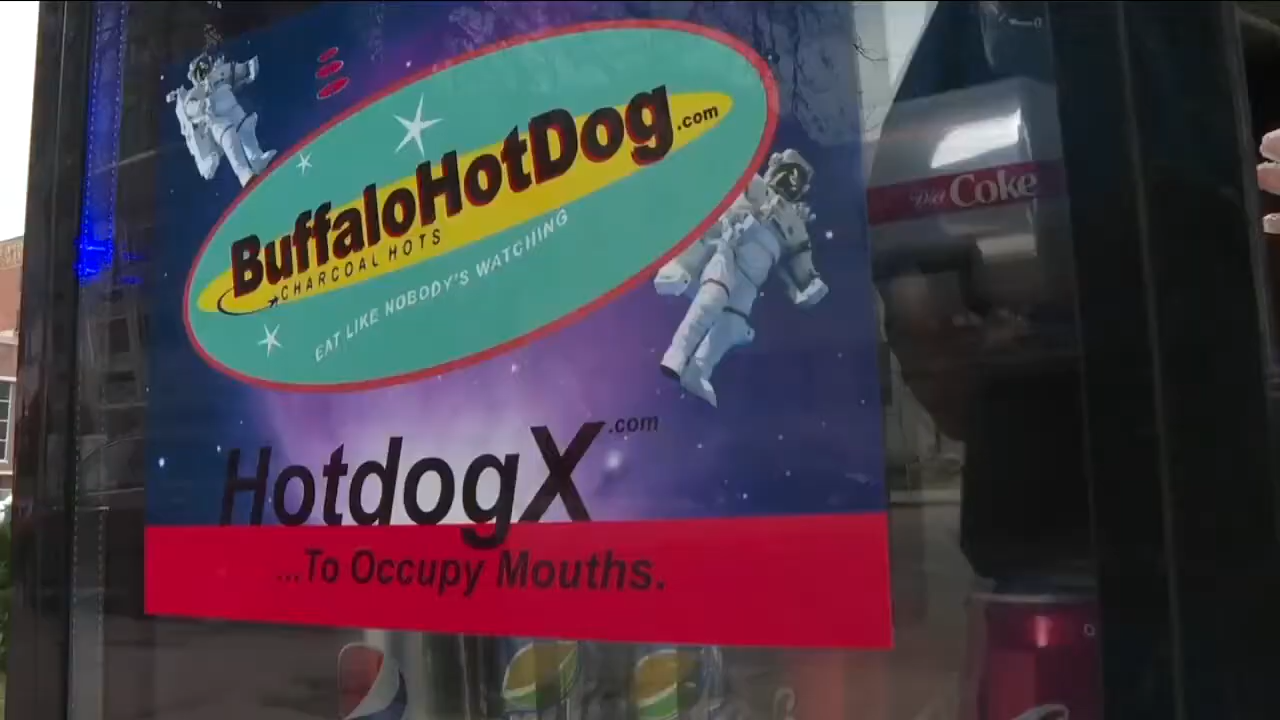 BuffaloHotDog.com
CHARCOAL HOTS
EAT LIKE NOBODY'S WATCHING
Diet Coke
HotdogX.com
...To Occupy Mouths.